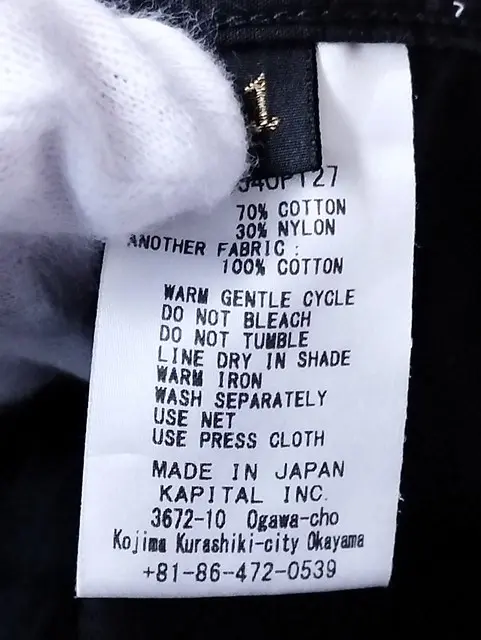 1
70% COTTON
30% NYLON
ANOTHER FABRIC :
100% COTTON
WARM GENTLE CYCLE
DO NOT BLEACH
DO NOT TUMBLE
LINE DRY IN SHADE
WARM IRON
WASH SEPARATELY
USE NET
USE PRESS CLOTH
MADE IN JAPAN
KAPITAL INC.
3672-10 Ogawa-cho
Kojima Kurashiki-city Okayama
+81-86-472-0539